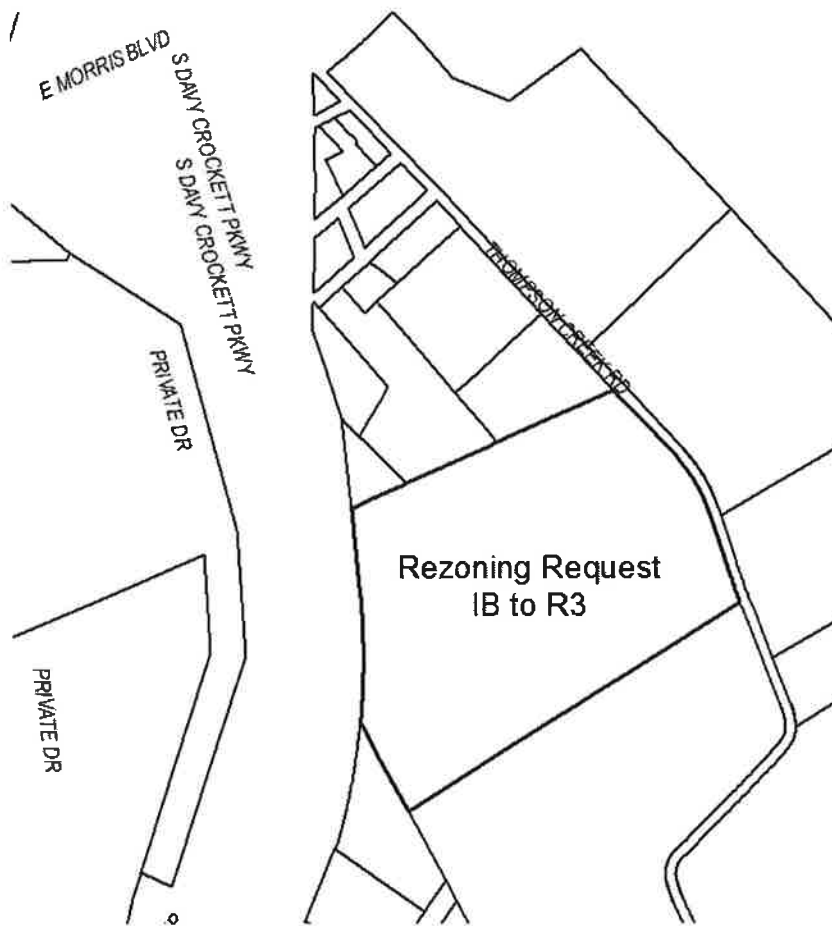 E MORRIS BLVD
S DAVY CROCKETT PKWY
S DAVY CROCKETT PKWY
THOMPSON CREEK RD
PRIVATE DR
Rezoning Request
IB to R3
PRIVATE DR